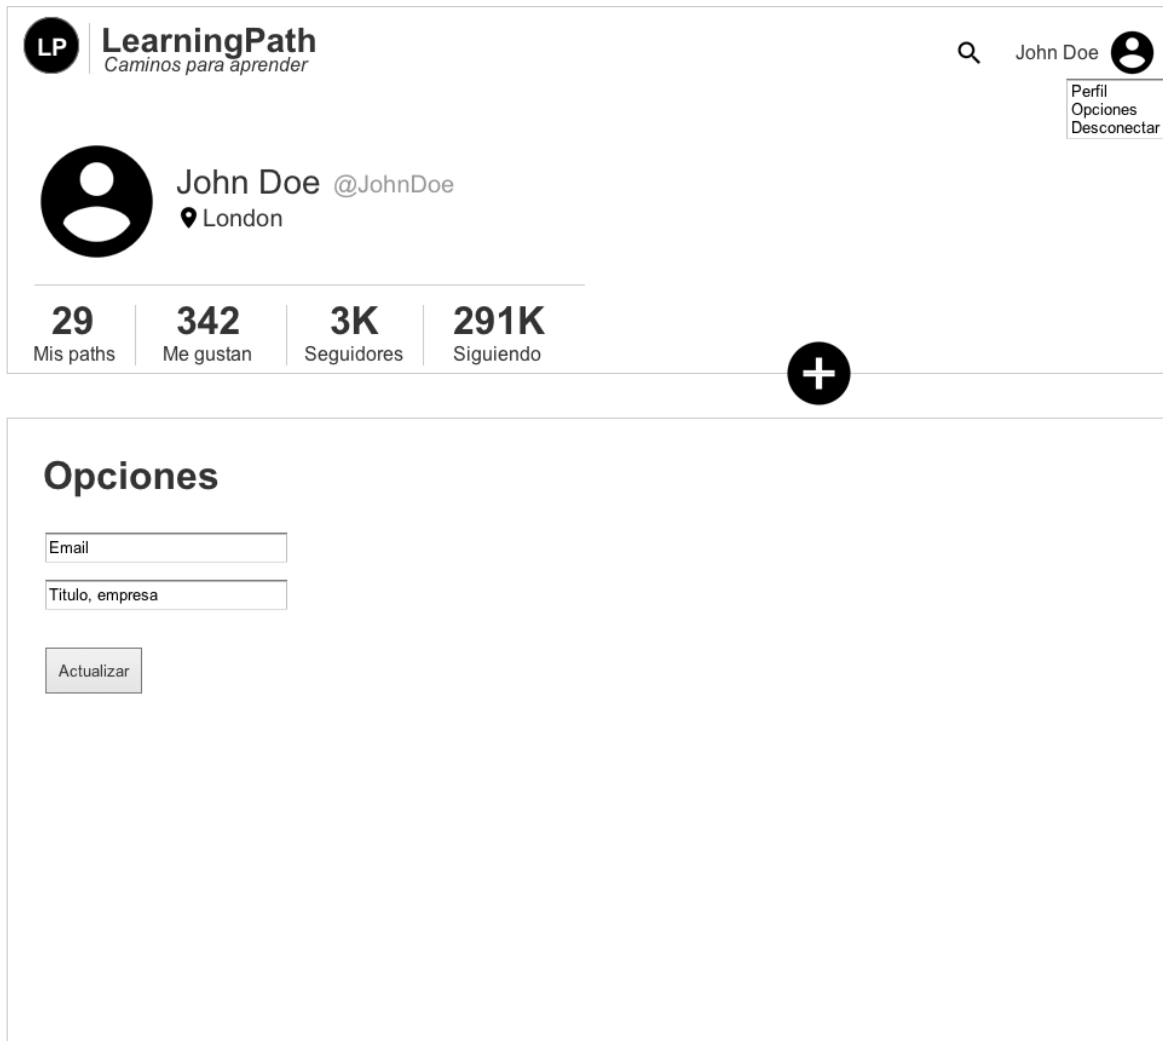 LP
LearningPath
Caminos para aprender
John Doe
Perfil
Opciones
Desconectar
John Doe @JohnDoe
London
29 342 3K 291K
Mis paths Me gustan Seguidores Siguiendo
Opciones
Email
Titulo, empresa
Actualizar